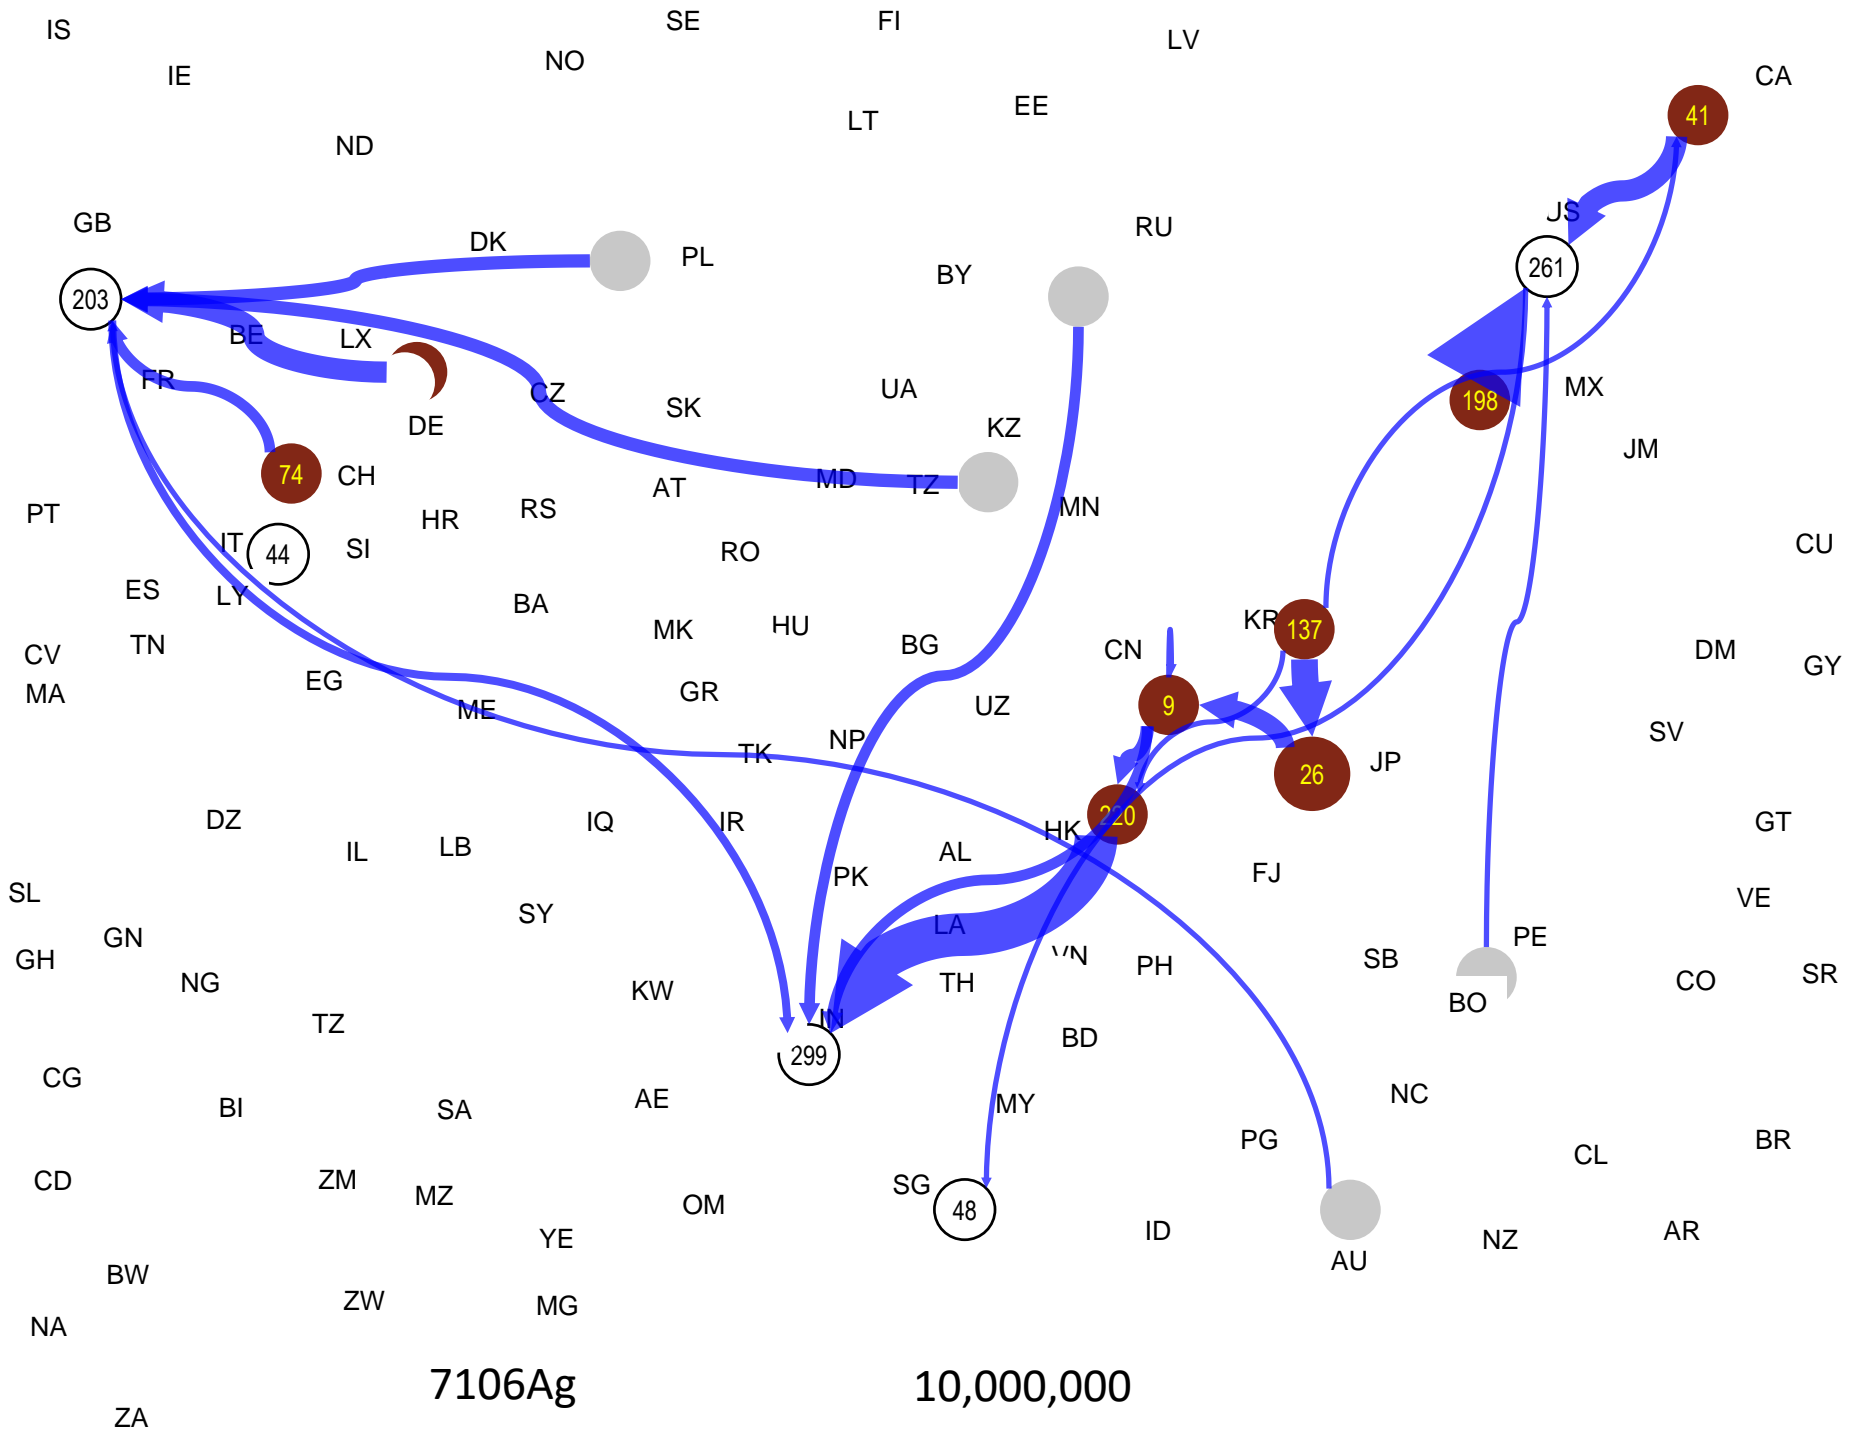 SE
FI
IS
LV
NO
IE
CA
EE
41
LT
ND
JS
GB
RU
DK
PL
261
BY
203
BE
LX
FR
MX
UA
CZ
198
SK
DE
KZ
JM
74
CH
MD
TZ
AT
MN
RS
PT
HR
IT
44
SI
RO
CU
ES
LY
BA
KR
HU
137
MK
TN
BG
CN
DM
CV
GY
EG
GR
MA
9
UZ
ME
SV
NP
TK
JP
26
220
DZ
IQ
IR
GT
HK
LB
IL
AL
FJ
PK
SL
VE
SY
LA
GN
PE
VN
GH
SB
PH
SR
NG
TH
CO
KW
BO
IN
TZ
BD
299
CG
NC
AE
MY
BI
SA
PG
BR
CL
CD
ZM
SG
MZ
OM
48
ID
AR
YE
NZ
AU
BW
ZW
MG
NA
7106Ag
10,000,000
ZA